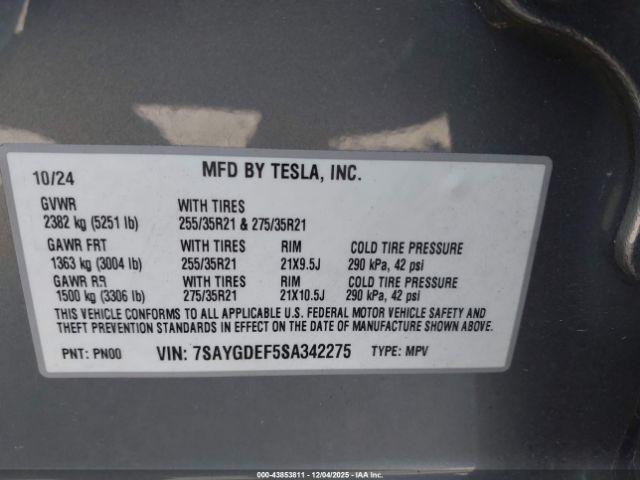 10/24 MFD BY TESLA, INC.
GVWR WITH TIRES
2382 kg (5251 lb) 255/35R21 & 275/35R21
GAWR FRT WITH TIRES RIM COLD TIRE PRESSURE
1363 kg (3004 lb) 255/35R21 21X9.5J 290 kPa, 42 psi
GAWR RR WITH TIRES RIM COLD TIRE PRESSURE
1500 kg (3306 lb) 275/35R21 21X10.5J 290 kPa, 42 psi
THIS VEHICLE CONFORMS TO ALL APPLICABLE U.S. FEDERAL MOTOR VEHICLE SAFETY AND
THEFT PREVENTION STANDARDS IN EFFECT ON THE DATE OF MANUFACTURE SHOWN ABOVE.
PNT: PN00 VIN: 7SAYGDEF5SA342275 TYPE: MPV
000-43853811 - 12/04/2025 - IAA Inc.